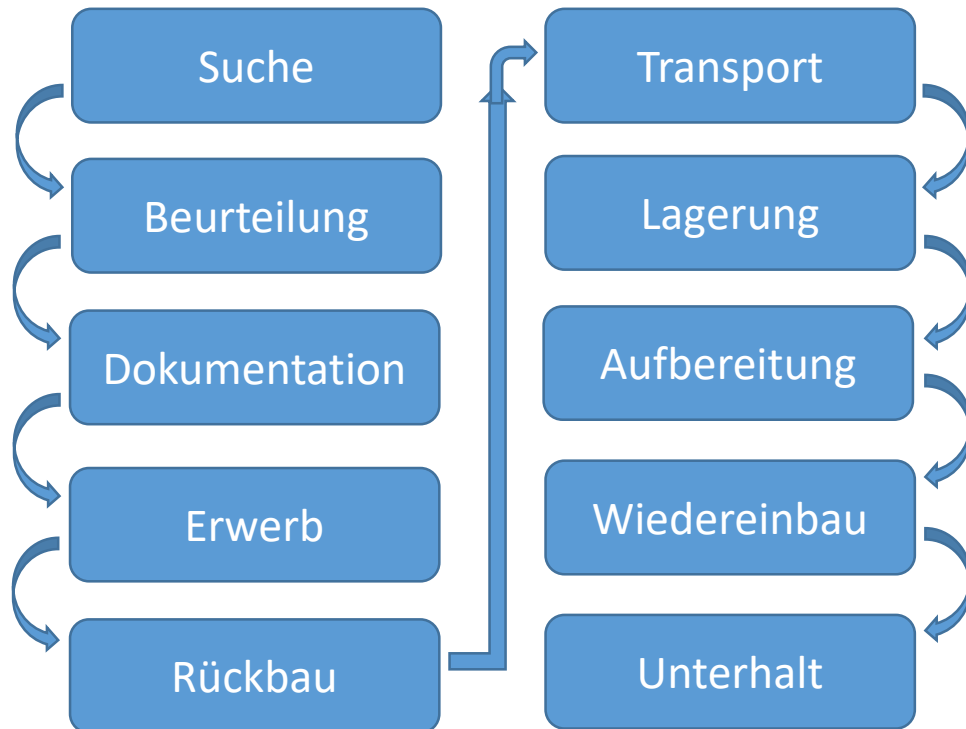 Suche
Beurteilung
Dokumentation
Erwerb
Rückbau
Transport
Lagerung
Aufbereitung
Wiedereinbau
Unterhalt